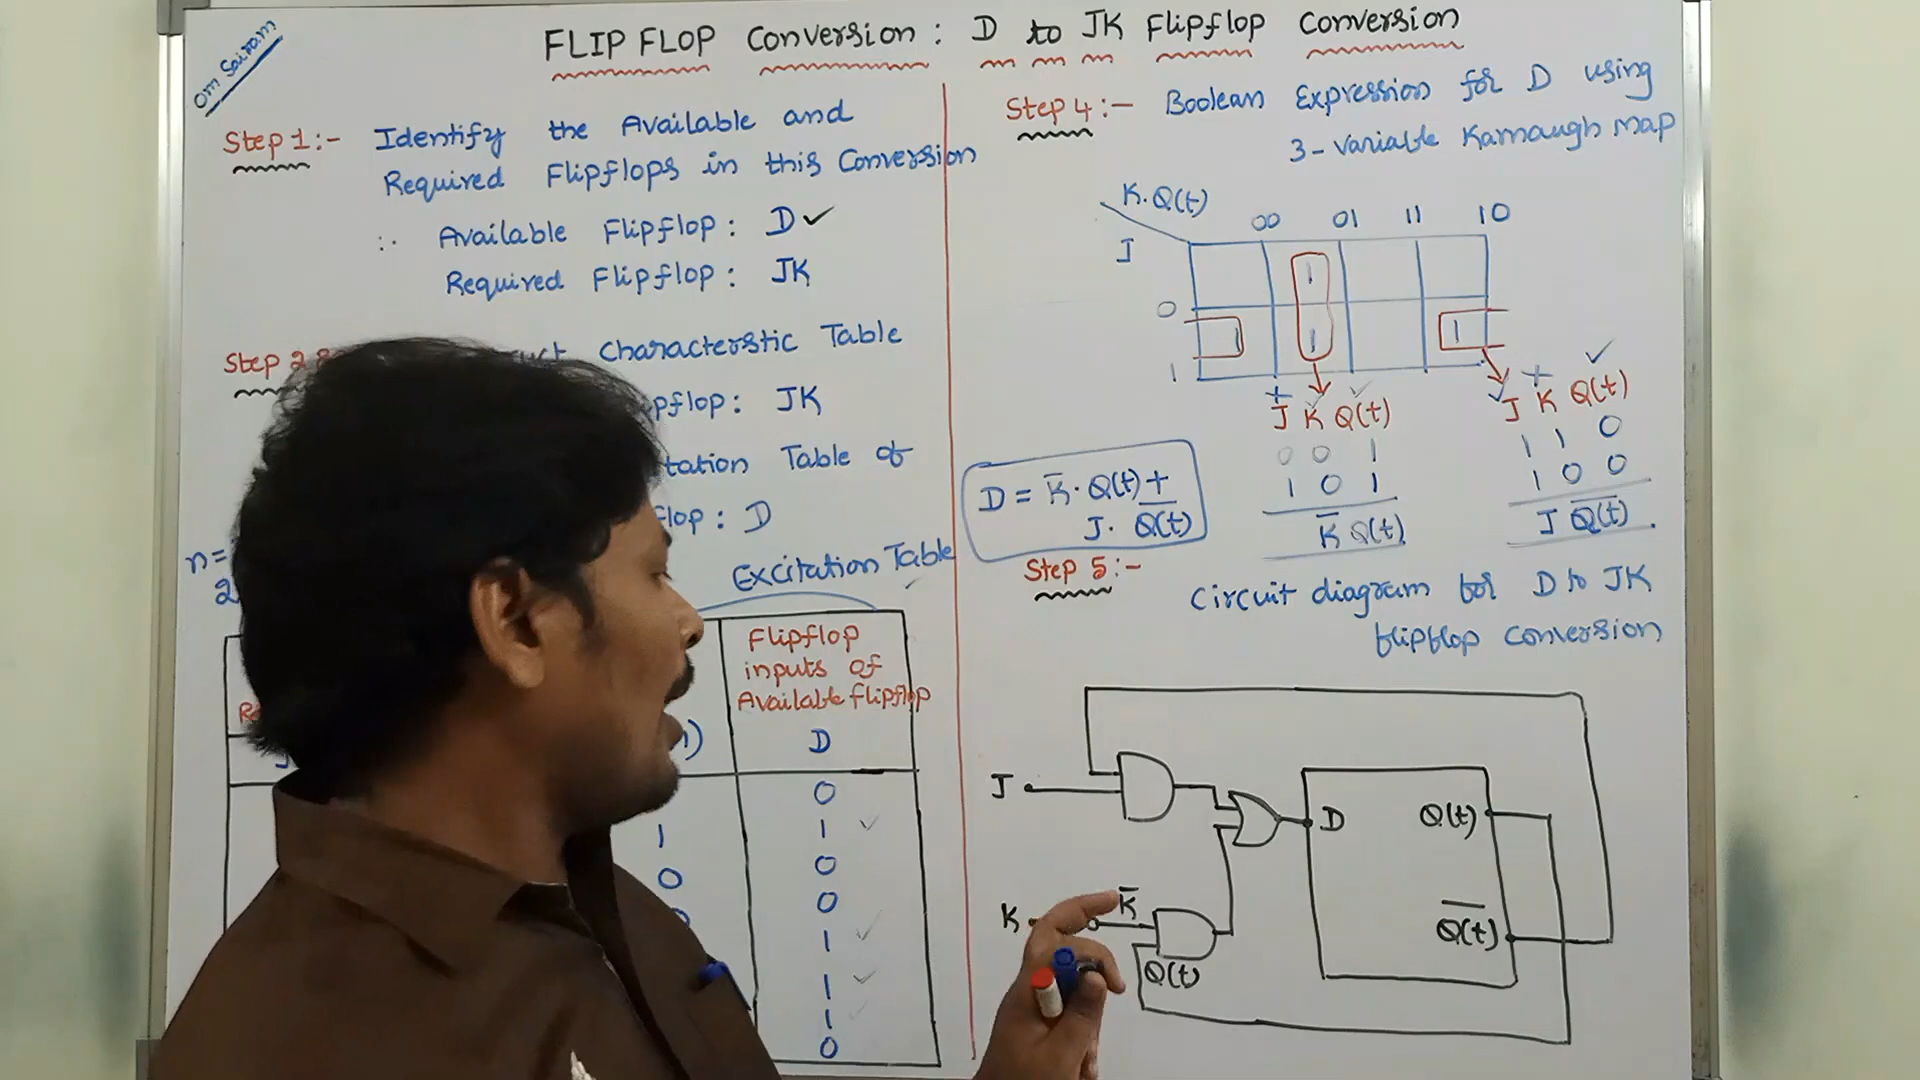 Om Sairam
FLIP FLOP Conversion : D to JK Flipflop Conversion
Step 1 :- Identify the Available and
Required Flipflops in this Conversion
∴ Available Flipflop : D ✓
Required Flipflop : JK
Step 2 Characterstic Table
: JK
Table of
: D
n=
2
Excitation Table
Flipflop
inputs of
Available flipflop
D
0
1 1 ✓
0 0
0
1 ✓
1 ✓
1
0
Step 4 :- Boolean Expression for D using
3-variable Karnaugh Map
K.Q(t)
J
00 01 11 10
0 1
1 1 1 1
J K Q(t)
0 0 1
1 0 1
K̅ Q(t)
J K Q(t)
1 1 0
1 0 0
J Q̅(̅t̅)̅ .
D = K̅ . Q(t) +
J . Q̅(̅t̅)̅
Step 5 :-
Circuit diagram for D to JK
flipflop conversion
J
D
Q(t)
K
K̅
Q(t)
Q̅(̅t̅)̅